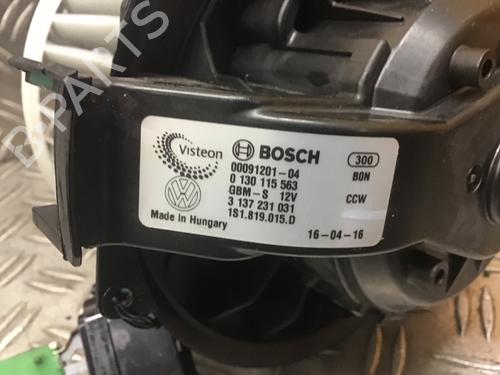 Visteon BOSCH 300
00091201-04 BON
0 130 115 563
GBM-S 12V CCW
3 137 231 031
Made in Hungary 1S1.819.015.D 16-04-16
B-PARTS